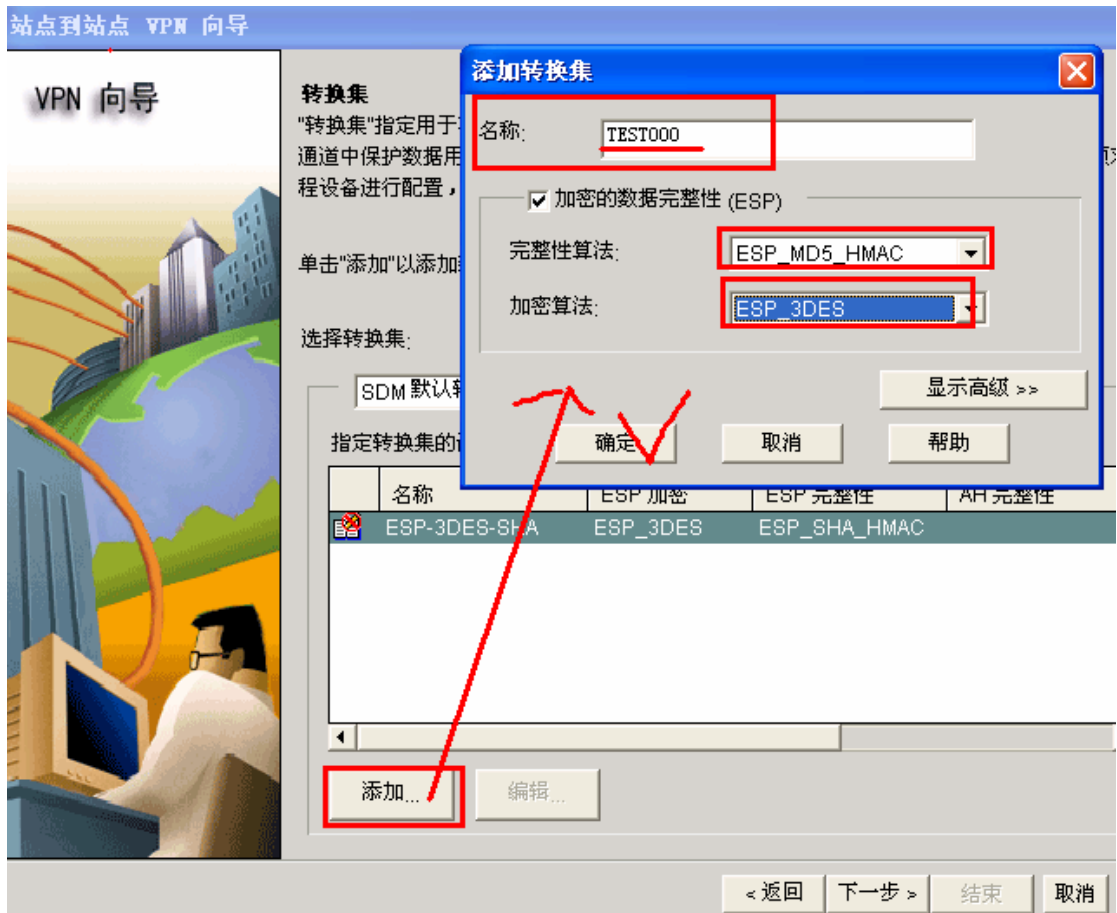 站点到站点 VPN 向导
VPN 向导
转换集
"转换集"指定用于
通道中保护数据用
程设备进行配置，
单击"添加"以添加
选择转换集:
SDM 默认
指定转换集的
添加转换集
名称:
TEST000
加密的数据完整性 (ESP)
完整性算法:
ESP_MD5_HMAC
加密算法:
ESP_3DES
显示高级 >>
确定
取消
帮助
名称
ESP 加密
ESP 完整性
AH 完整性
ESP-3DES-SHA
ESP_3DES
ESP_SHA_HMAC
添加...
编辑...
<返回
下一步>
结束
取消